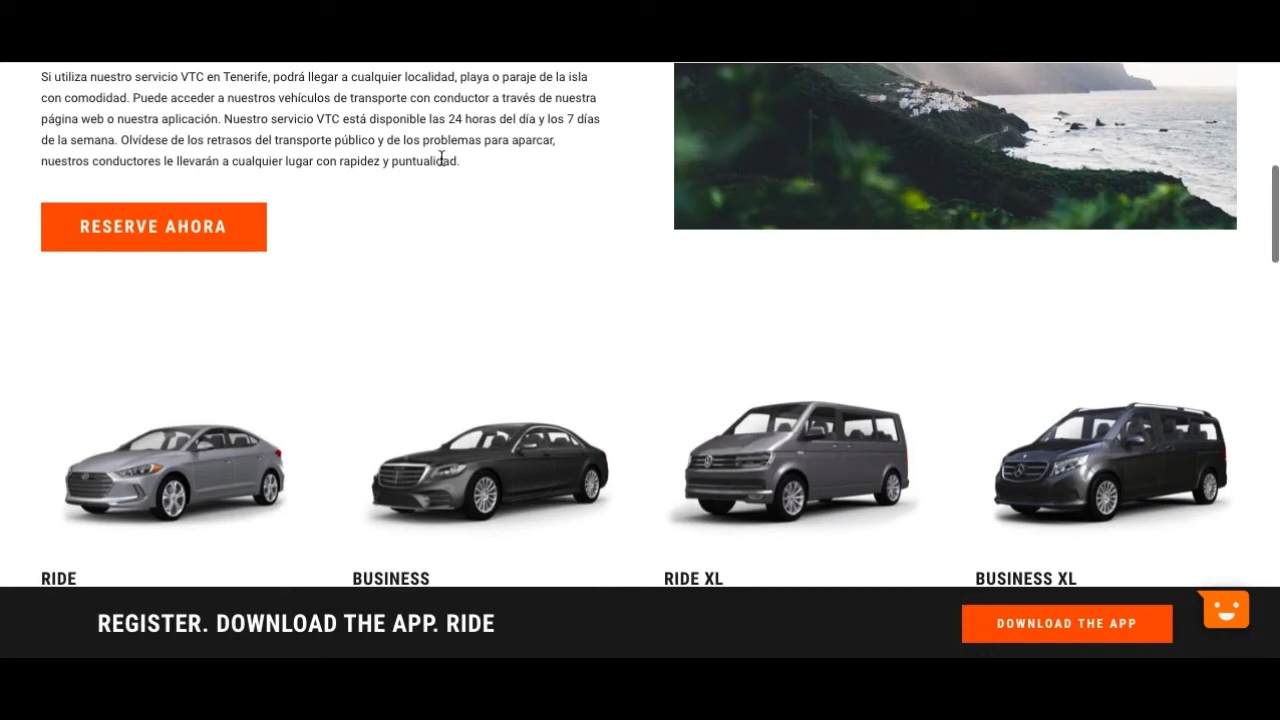 Si utiliza nuestro servicio VTC en Tenerife, podrá llegar a cualquier localidad, playa o paraje de la isla
con comodidad. Puede acceder a nuestros vehículos de transporte con conductor a través de nuestra
página web o nuestra aplicación. Nuestro servicio VTC está disponible las 24 horas del día y los 7 días
de la semana. Olvídese de los retrasos del transporte público y de los problemas para aparcar,
nuestros conductores le llevarán a cualquier lugar con rapidez y puntualidad.
RESERVE AHORA
RIDE
BUSINESS
RIDE XL
BUSINESS XL
REGISTER. DOWNLOAD THE APP. RIDE
DOWNLOAD THE APP